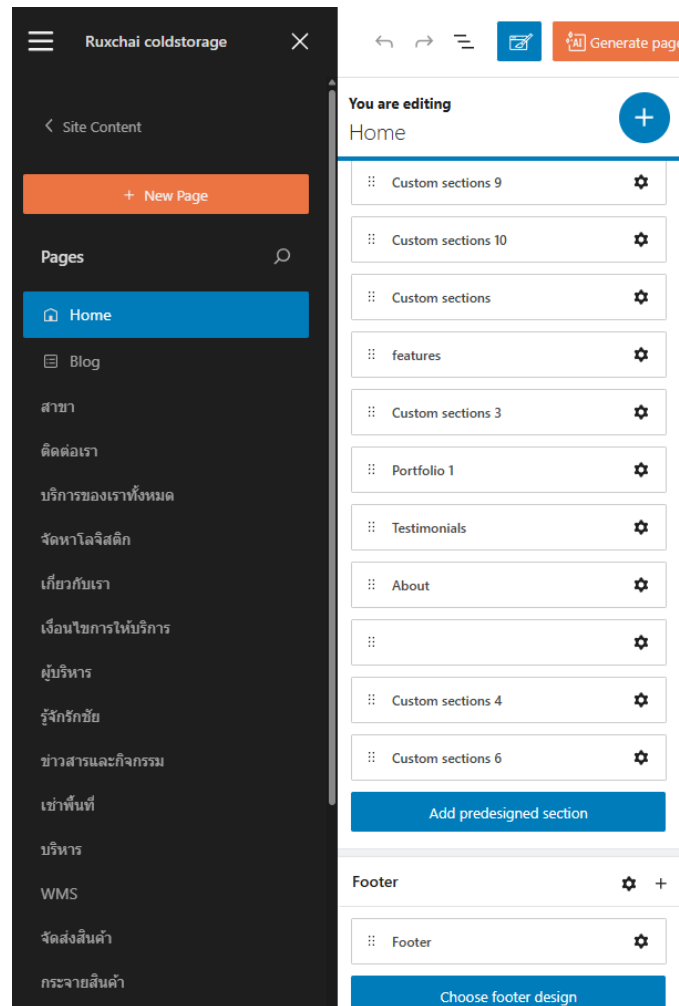 Ruxchai coldstorage
Site Content
+ New Page
Pages
Home
Blog
สาขา
ติดต่อเรา
บริการของเราทั้งหมด
จัดหาโลจิสติก
เกี่ยวกับเรา
เงื่อนไขการให้บริการ
ผู้บริหาร
รู้จักรักชัย
ข่าวสารและกิจกรรม
เช่าพื้นที่
บริหาร
WMS
จัดส่งสินค้า
กระจายสินค้า
AI Generate page
You are editing
Home
Custom sections 9
Custom sections 10
Custom sections
features
Custom sections 3
Portfolio 1
Testimonials
About
Custom sections 4
Custom sections 6
Add predesigned section
Footer
Footer
Choose footer design